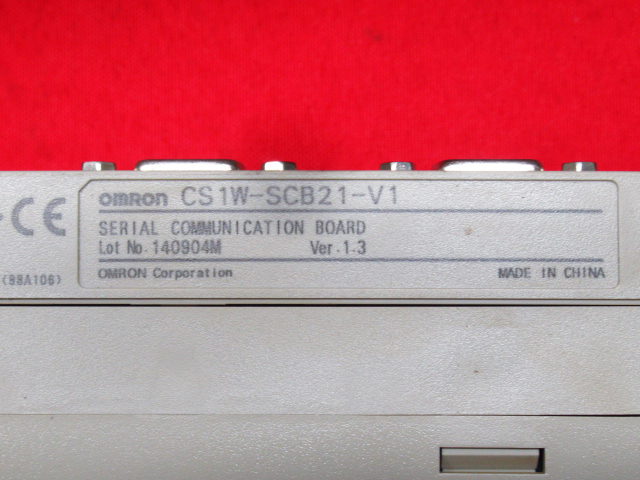 OMRON CS1W-SCB21-V1
SERIAL COMMUNICATION BOARD
Lot No. 140904M Ver.1.3
OMRON Corporation MADE IN CHINA
CE
(98A106)